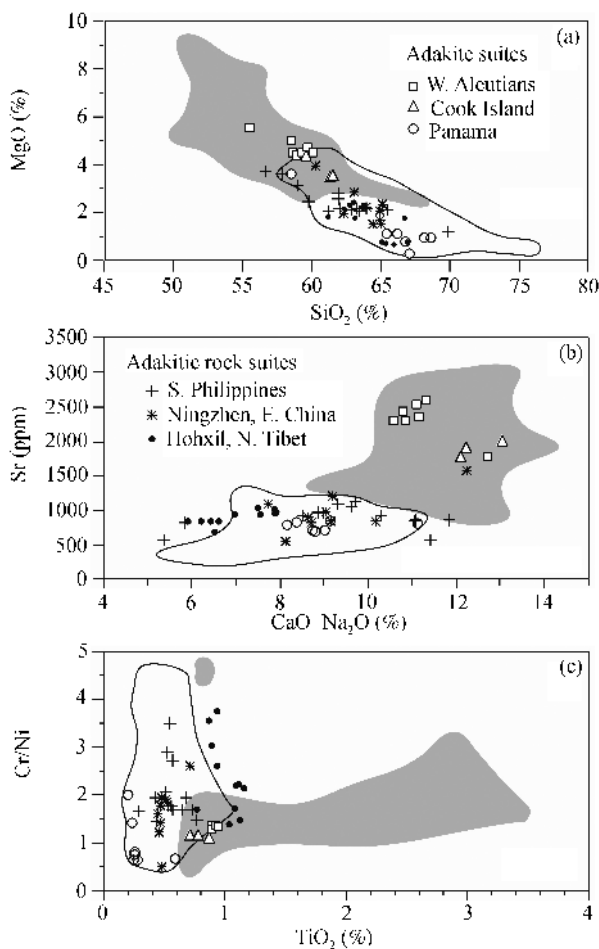 (a)
Adakite suites
W. Aleutians
Cook Island
Panama
MgO (%)
10
8
6
4
2
0
45 50 55 60 65 70 75 80
SiO2 (%)
(b)
Adakitic rock suites
S. Philippines
Ningzhen, E. China
Hohxil, N. Tibet
Sr (ppm)
3500
3000
2500
2000
1500
1000
500
0
4 6 8 10 12 14
CaO Na2O (%)
(c)
Cr/Ni
5
4
3
2
1
0
0 1 2 3 4
TiO2 (%)